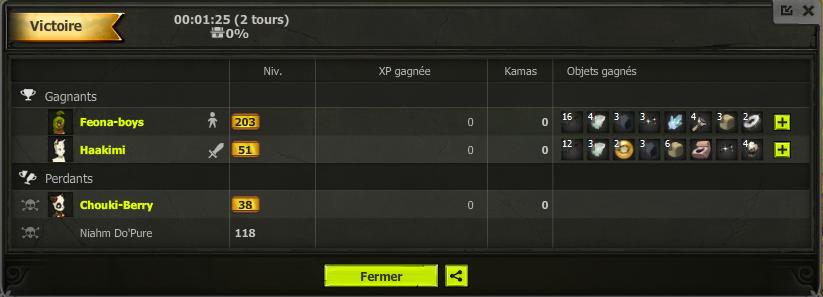 Victoire
00:01:25 (2 tours)
0%
Niv. XP gagnée Kamas Objets gagnés
Gagnants
Feona-boys 203 0 0 16 4 3 3 4 3 2
Haakimi 51 0 0 12 3 2 3 6 4
Perdants
Chouki-Berry 38 0 0
Niahm Do'Pure 118
Fermer